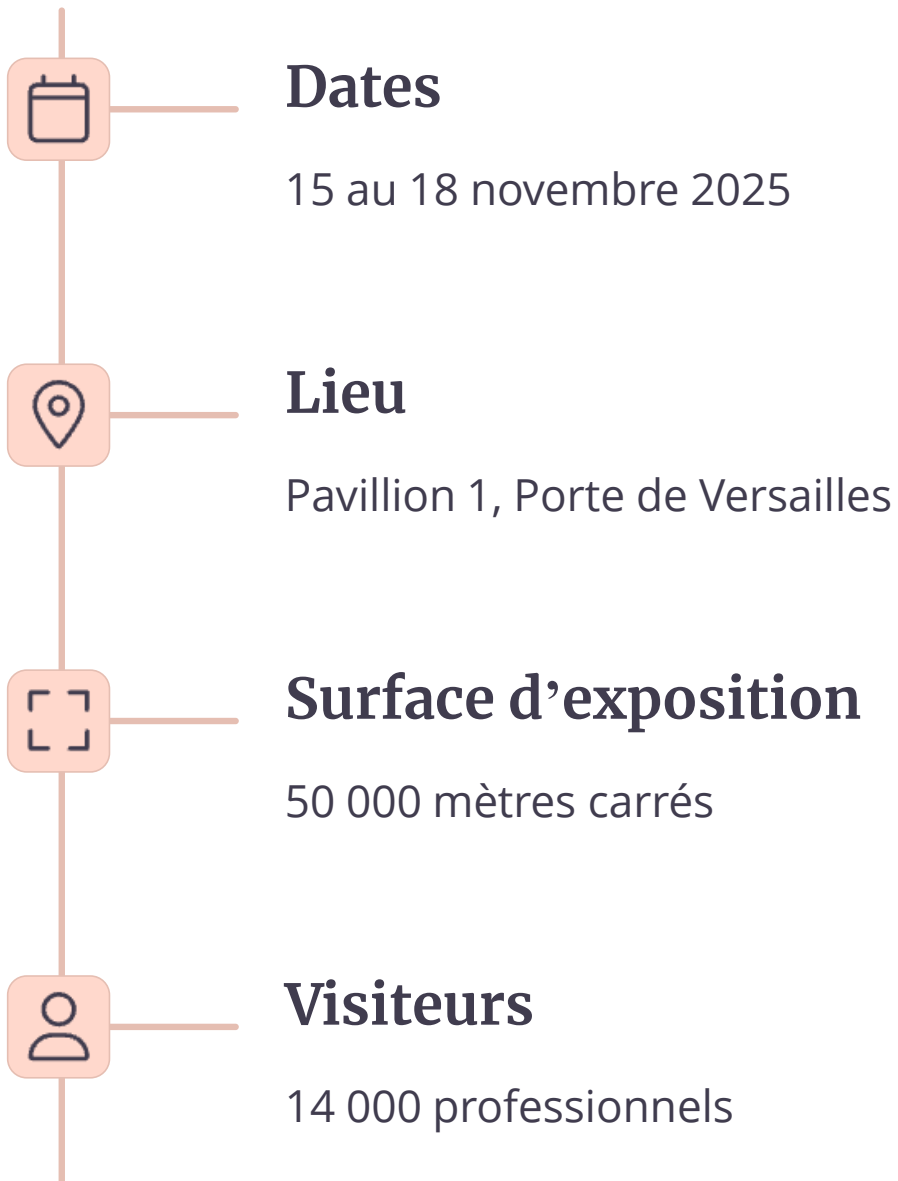 Dates
15 au 18 novembre 2025
Lieu
Pavillion 1, Porte de Versailles
Surface d’exposition
50 000 mètres carrés
Visiteurs
14 000 professionnels